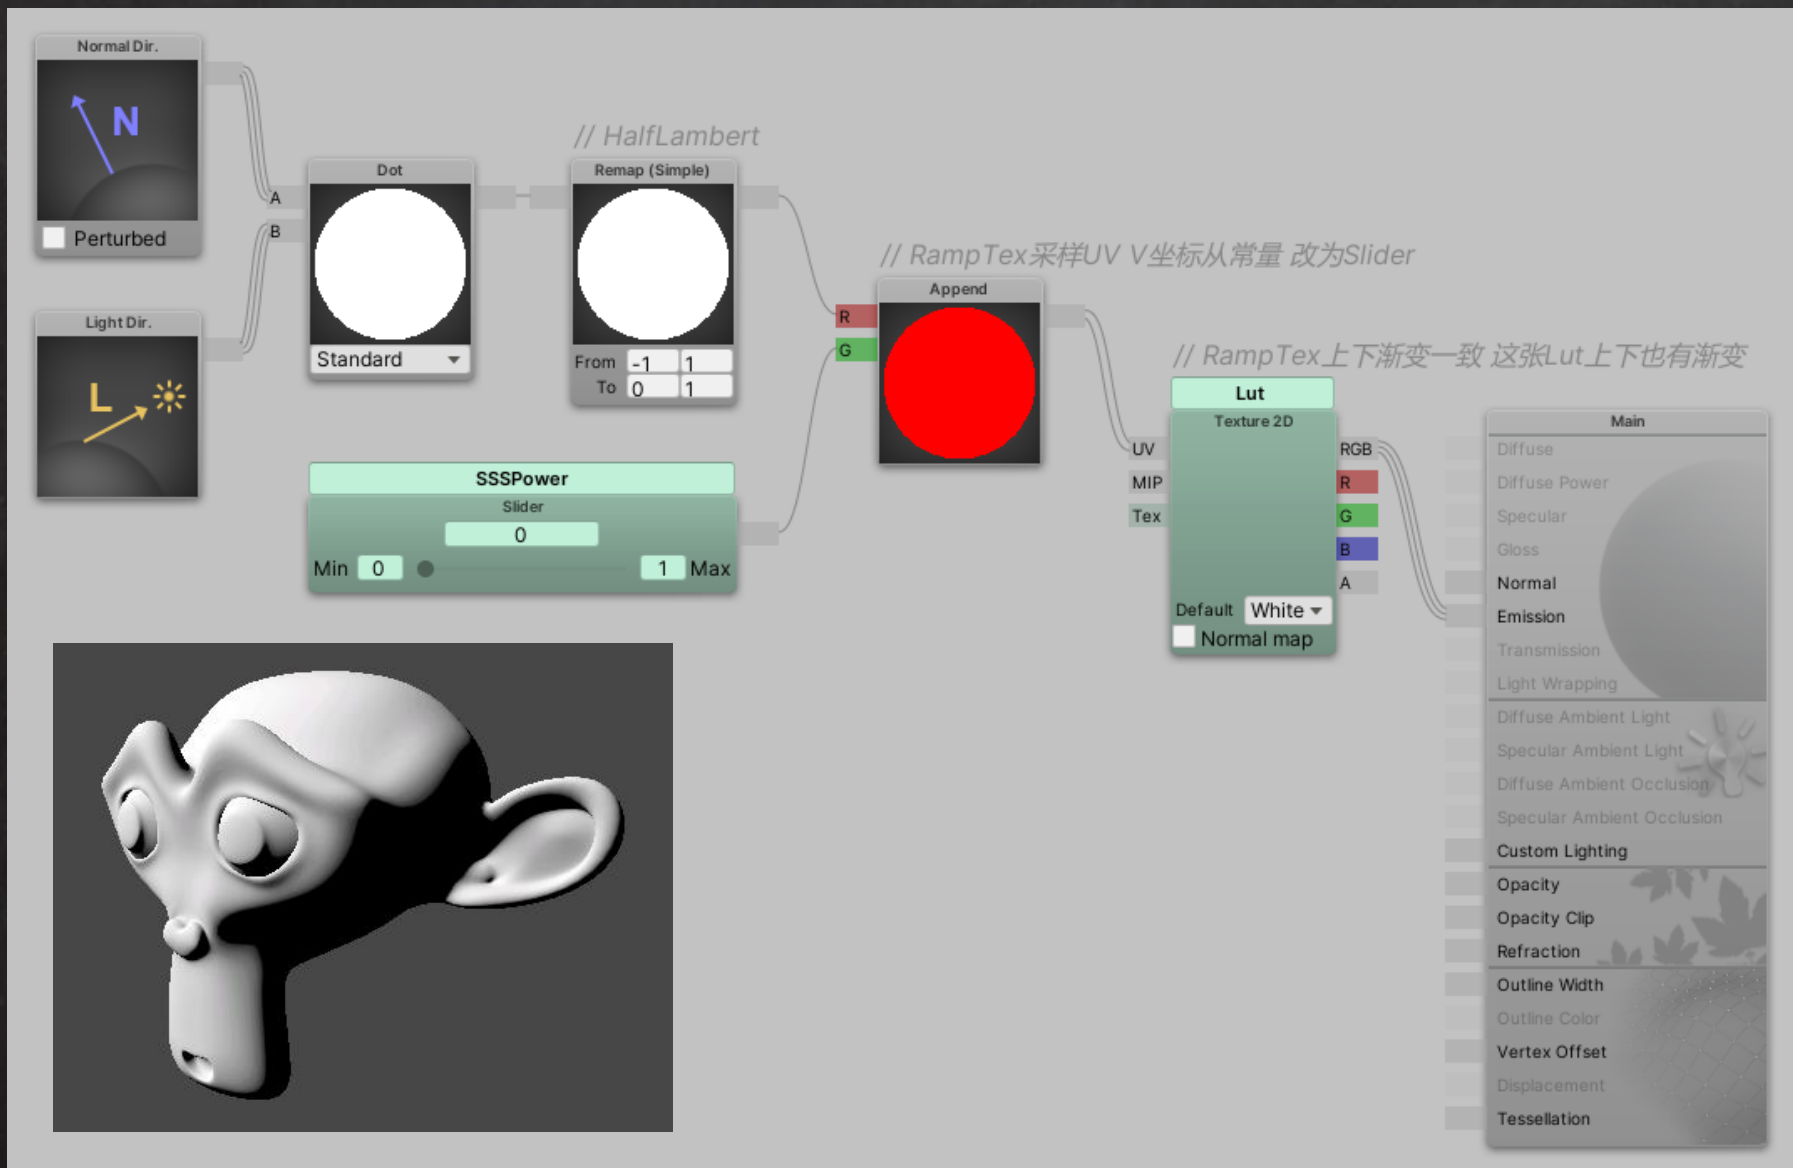 Normal Dir.
N
Perturbed
Light Dir.
L
A
B
Dot
Standard
// HalfLambert
Remap (Simple)
From -1 1
To 0 1
SSSPower
Slider
0
Min 0 1 Max
// RampTex采样UV V坐标从常量 改为Slider
Append
R
G
// RampTex上下渐变一致 这张Lut上下也有渐变
Lut
Texture 2D
UV RGB
MIP R
Tex G
B
A
Default White
Normal map
Main
Diffuse
Diffuse Power
Specular
Gloss
Normal
Emission
Transmission
Light Wrapping
Diffuse Ambient Light
Specular Ambient Light
Diffuse Ambient Occlusion
Specular Ambient Occlusion
Custom Lighting
Opacity
Opacity Clip
Refraction
Outline Width
Outline Color
Vertex Offset
Displacement
Tessellation